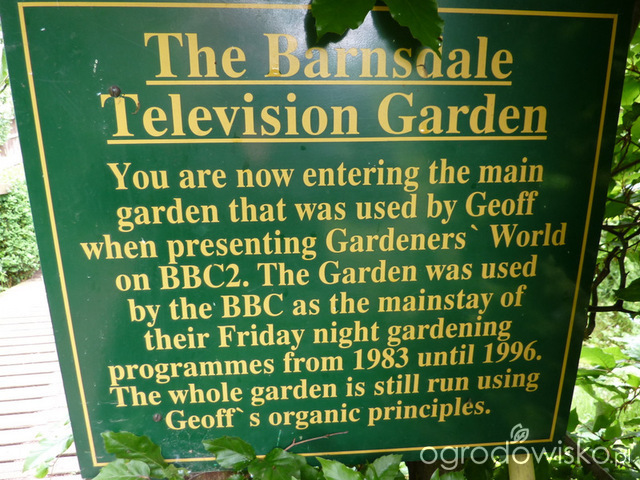 The Barnsdale
Television Garden
You are now entering the main
garden that was used by Geoff
when presenting Gardeners` World
on BBC2. The Garden was used
by the BBC as the mainstay of
their Friday night gardening
programmes from 1983 until 1996.
The whole garden is still run using
Geoff`s organic principles.
ogrodowisko.pl